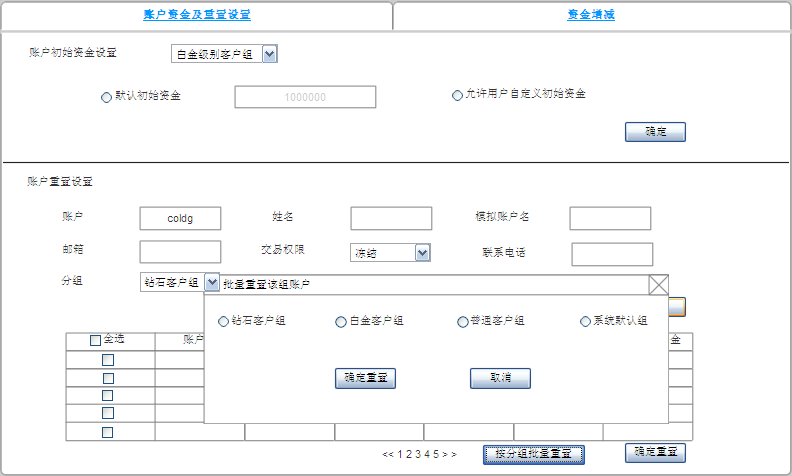 账户资金及重置设置 资金增减
账户初始资金设置 白金级别客户组
默认初始资金 1000000 允许用户自定义初始资金
确定
账户重置设置
账户 coldg 姓名 模拟账户名
邮箱 交易权限 冻结 联系电话
分组 钻石客户组 批量重置该组账户
钻石客户组 白金客户组 普通客户组 系统默认组
全选 账户 金
确定重置 取消
<< 1 2 3 4 5 > > 按分组批量重置 确定重置